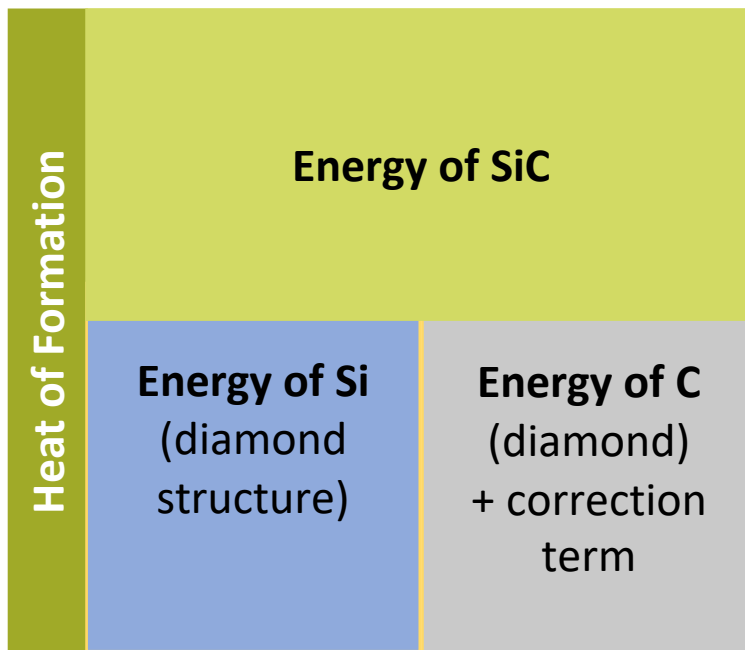 Heat of Formation
Energy of SiC
Energy of Si
(diamond
structure)
Energy of C
(diamond)
+ correction
term